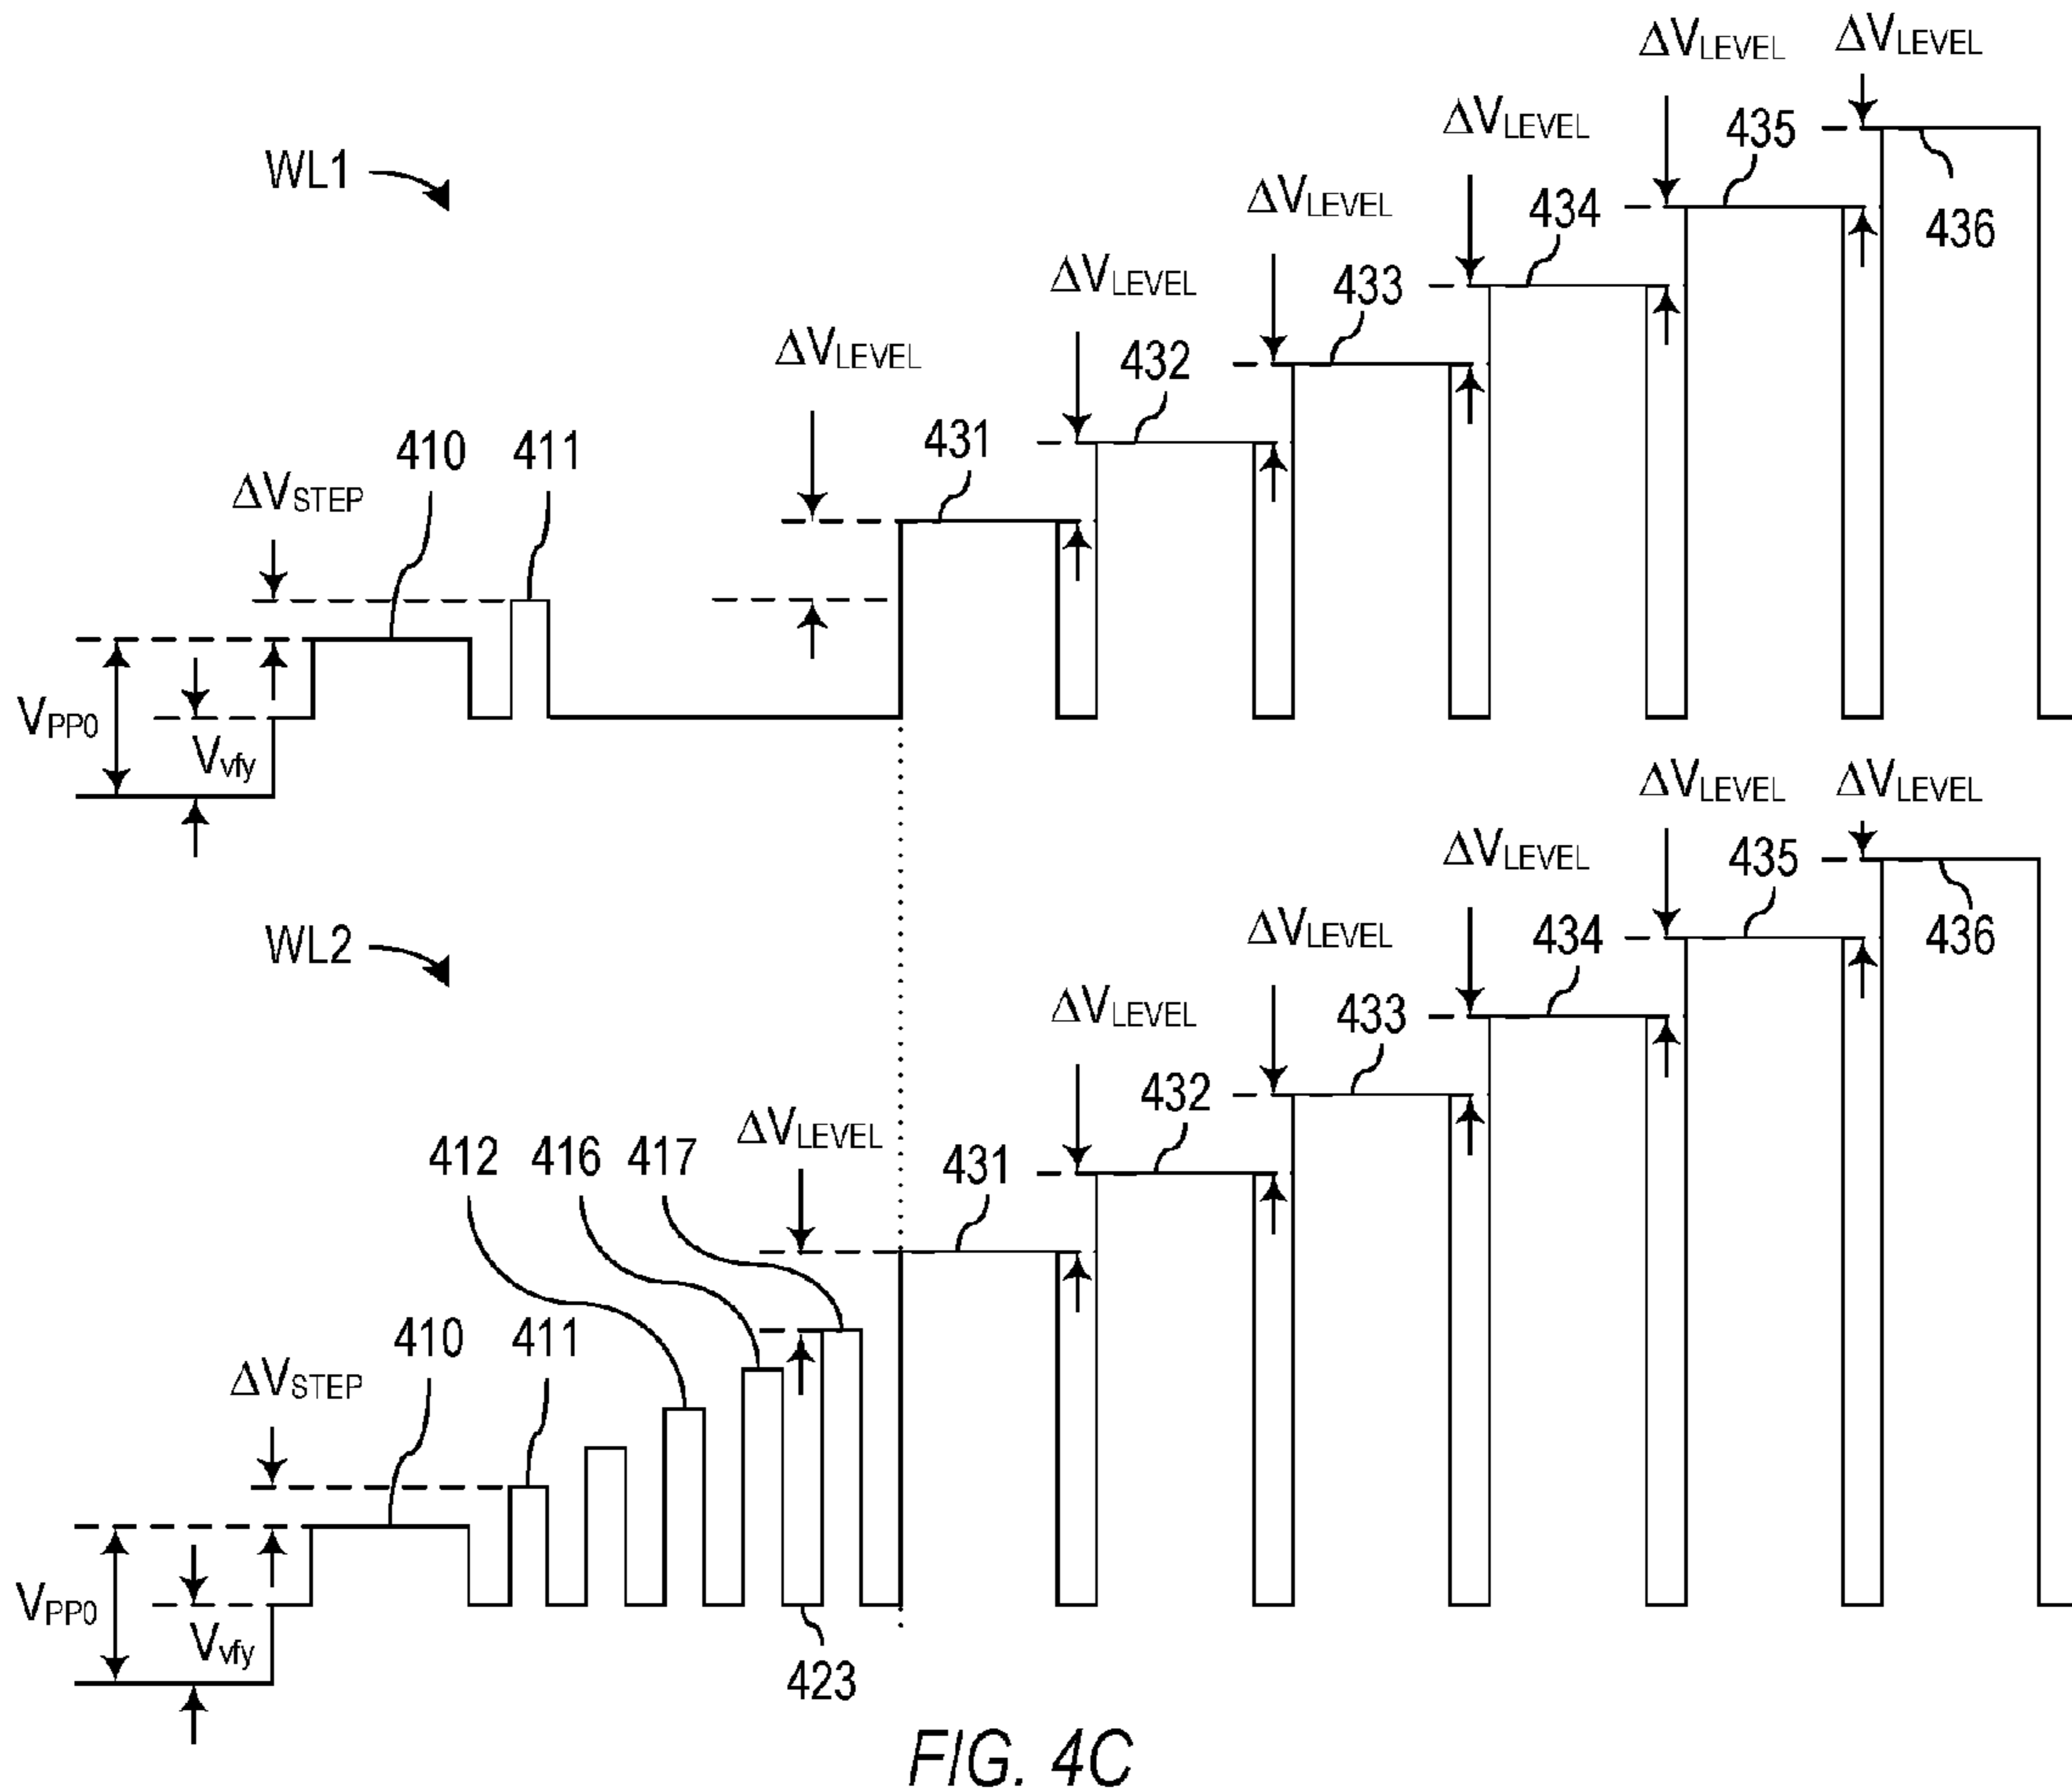 ΔVLEVEL ΔVLEVEL
ΔVLEVEL 435
WL1
ΔVLEVEL 434 436
ΔVLEVEL 433
ΔVLEVEL 432
410 411 431
ΔVSTEP
VPP0
Vvfy
ΔVLEVEL ΔVLEVEL
ΔVLEVEL 435
WL2
ΔVLEVEL 434 436
ΔVLEVEL 433
432
412 416 417 ΔVLEVEL 431
410 411
ΔVSTEP
VPP0
Vvfy
423
FIG. 4C